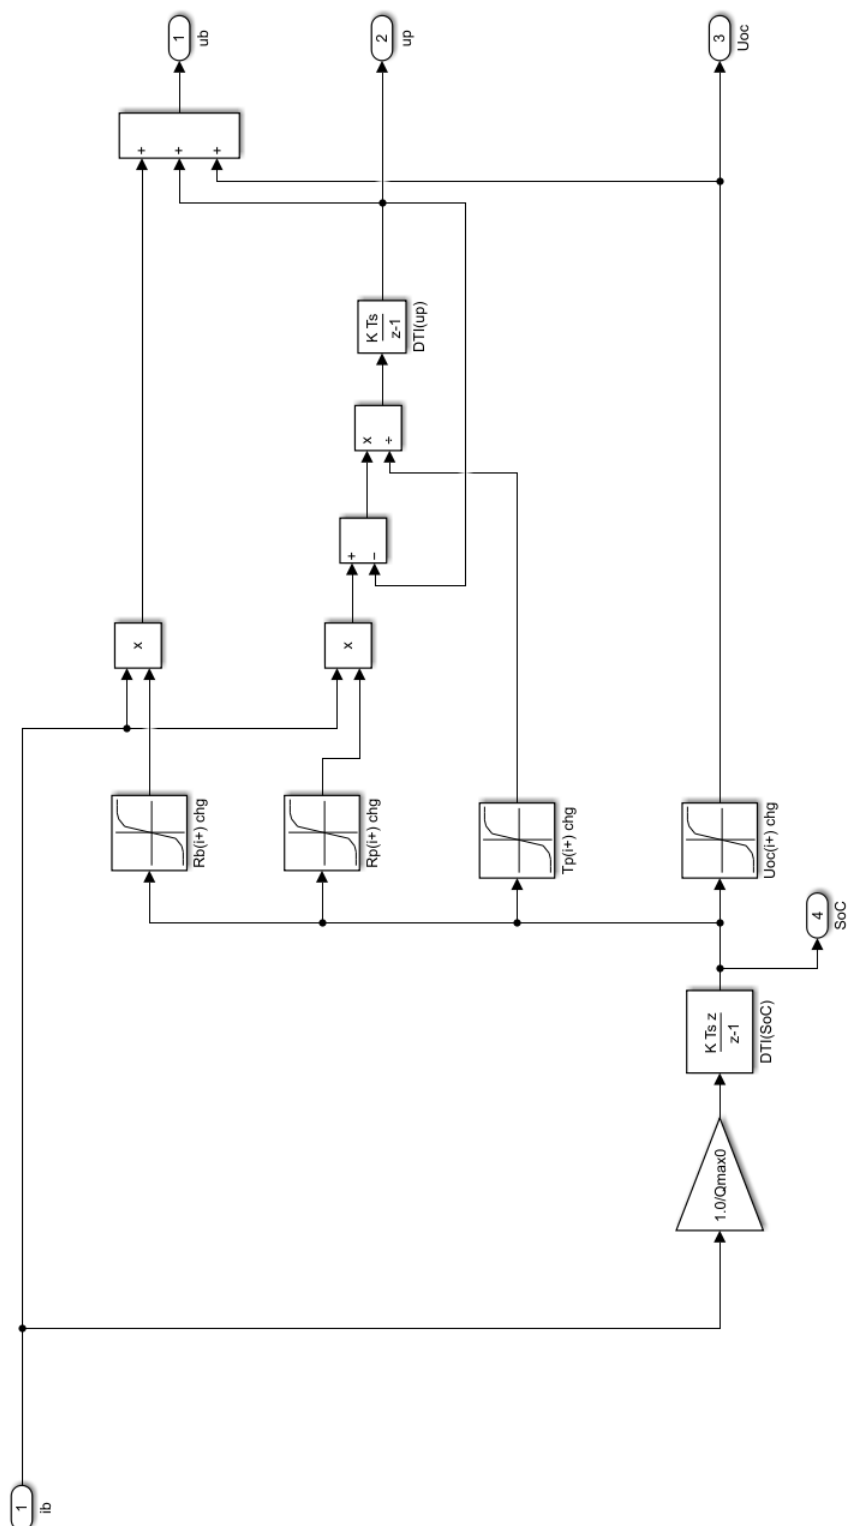 1
ib
1.0/Qmax0
K Ts z
z-1
DTI(SoC)
4
SoC
Rb(i+) chg
Rp(i+) chg
Tp(i+) chg
Uoc(i+) chg
x
x
+
−
x
÷
K Ts
z-1
DTI(up)
+
+
+
1
ub
2
up
3
Uoc